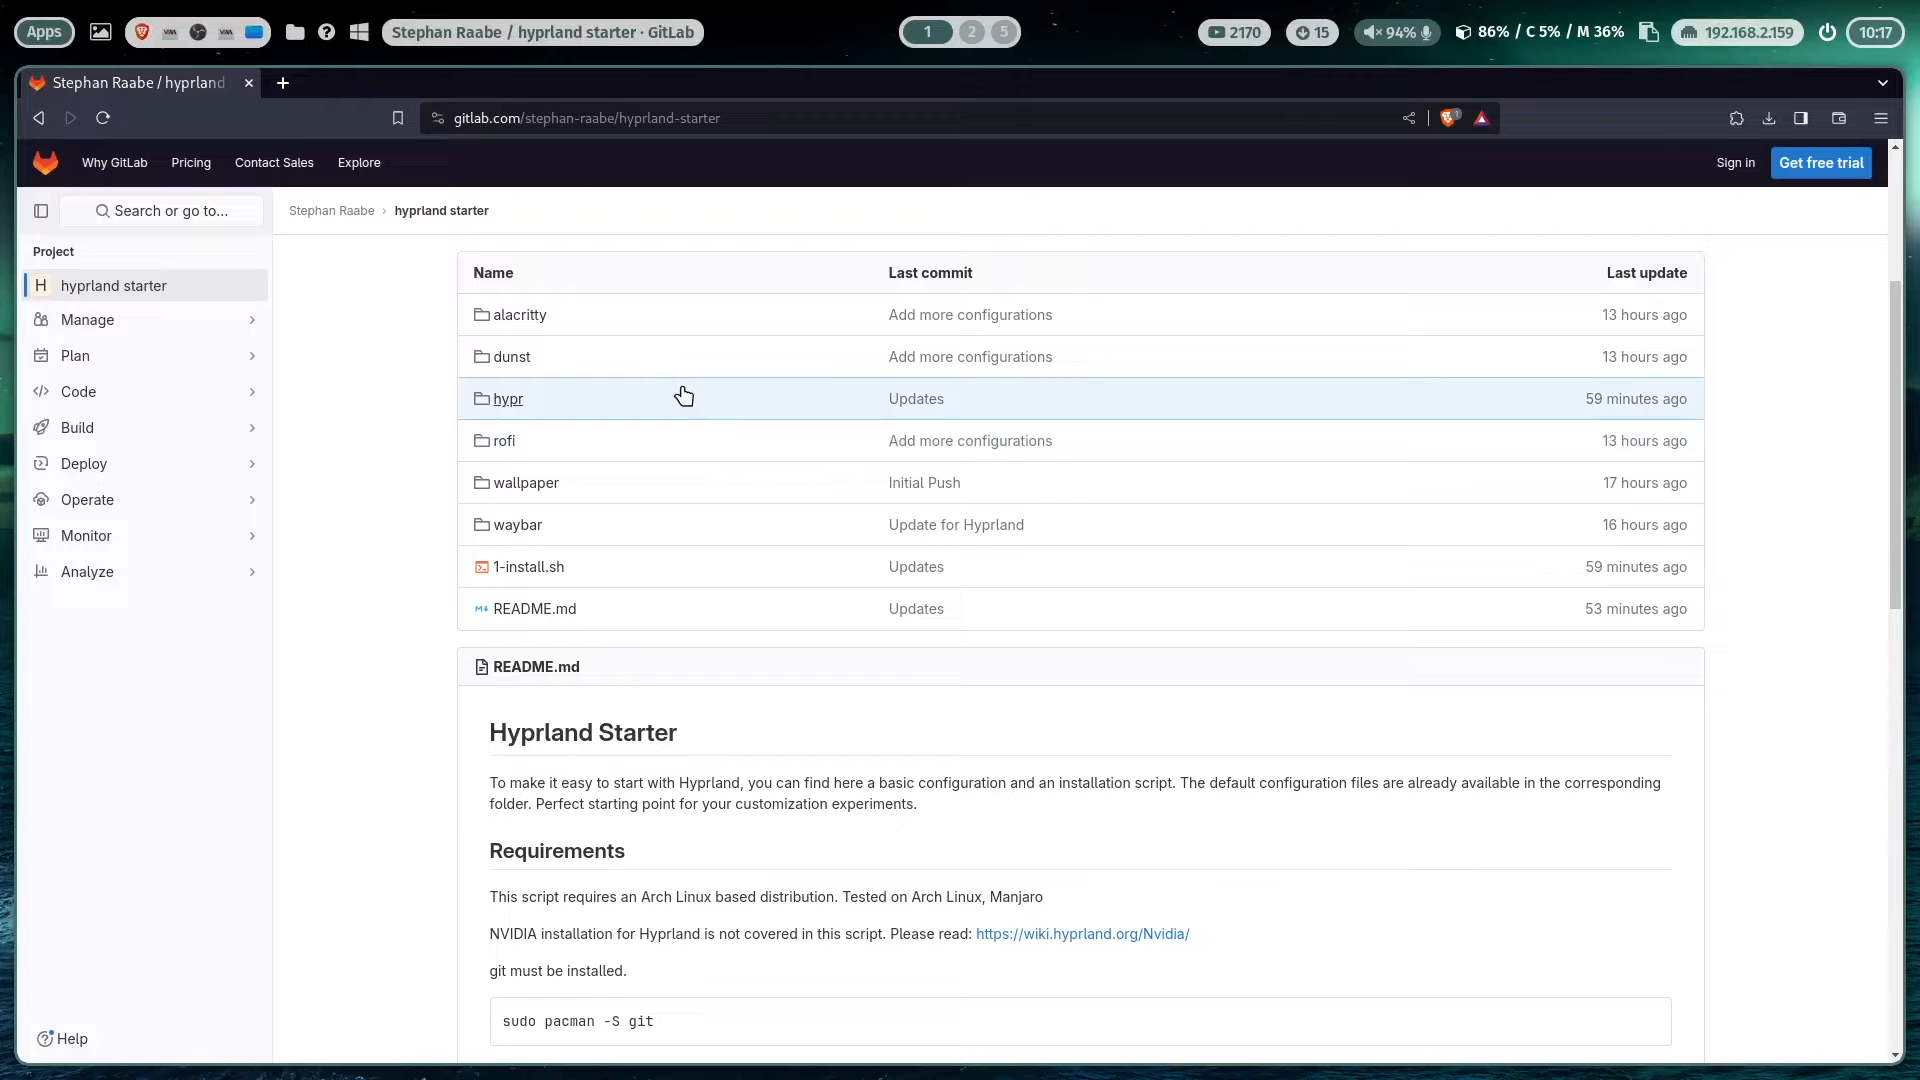 Apps
Stephan Raabe / hyprland starter · GitLab
1 2 5
2170
15
94%
86% / C 5% / M 36%
192.168.2.159
10:17
Stephan Raabe / hyprland
gitlab.com/stephan-raabe/hyprland-starter
1
Why GitLab Pricing Contact Sales Explore
Sign in
Get free trial
Search or go to...
Stephan Raabe › hyprland starter
Project
H hyprland starter
Manage
Plan
Code
Build
Deploy
Operate
Monitor
Analyze
Help
Name Last commit Last update
alacritty Add more configurations 13 hours ago
dunst Add more configurations 13 hours ago
hypr Updates 59 minutes ago
rofi Add more configurations 13 hours ago
wallpaper Initial Push 17 hours ago
waybar Update for Hyprland 16 hours ago
1-install.sh Updates 59 minutes ago
README.md Updates 53 minutes ago
README.md
Hyprland Starter
To make it easy to start with Hyprland, you can find here a basic configuration and an installation script. The default configuration files are already available in the corresponding
folder. Perfect starting point for your customization experiments.
Requirements
This script requires an Arch Linux based distribution. Tested on Arch Linux, Manjaro
NVIDIA installation for Hyprland is not covered in this script. Please read: https://wiki.hyprland.org/Nvidia/
git must be installed.
sudo pacman -S git